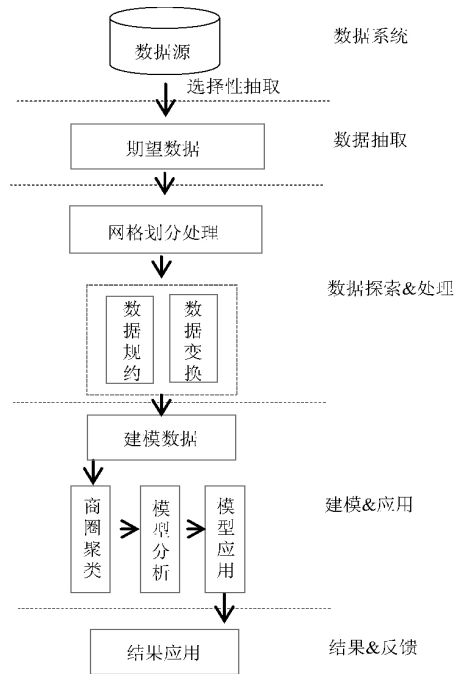 数据源
数据系统
选择性抽取
期望数据
数据抽取
网格划分处理
数据探索&处理
数据规约
数据变换
建模数据
建模&应用
商圈聚类
模型分析
模型应用
结果应用
结果&反馈